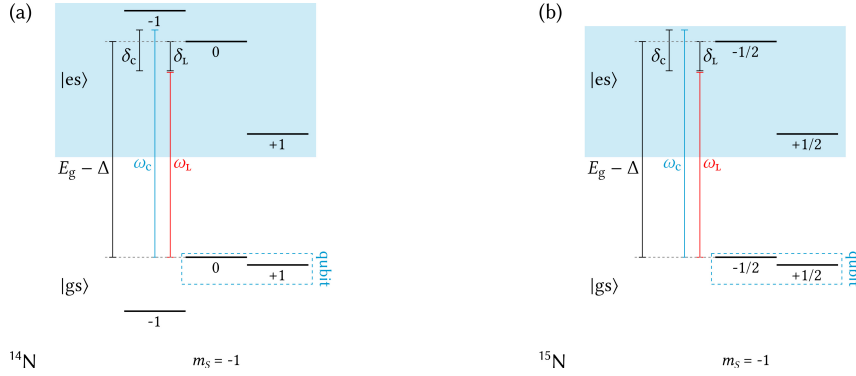 (a)
-1
0
δc
δL
|es⟩
+1
Eg − Δ
ωc
ωL
0
+1
qubit
|gs⟩
-1
14N
mS = -1
(b)
-1/2
δc
δL
|es⟩
+1/2
Eg − Δ
ωc
ωL
-1/2
+1/2
qubit
|gs⟩
15N
mS = -1